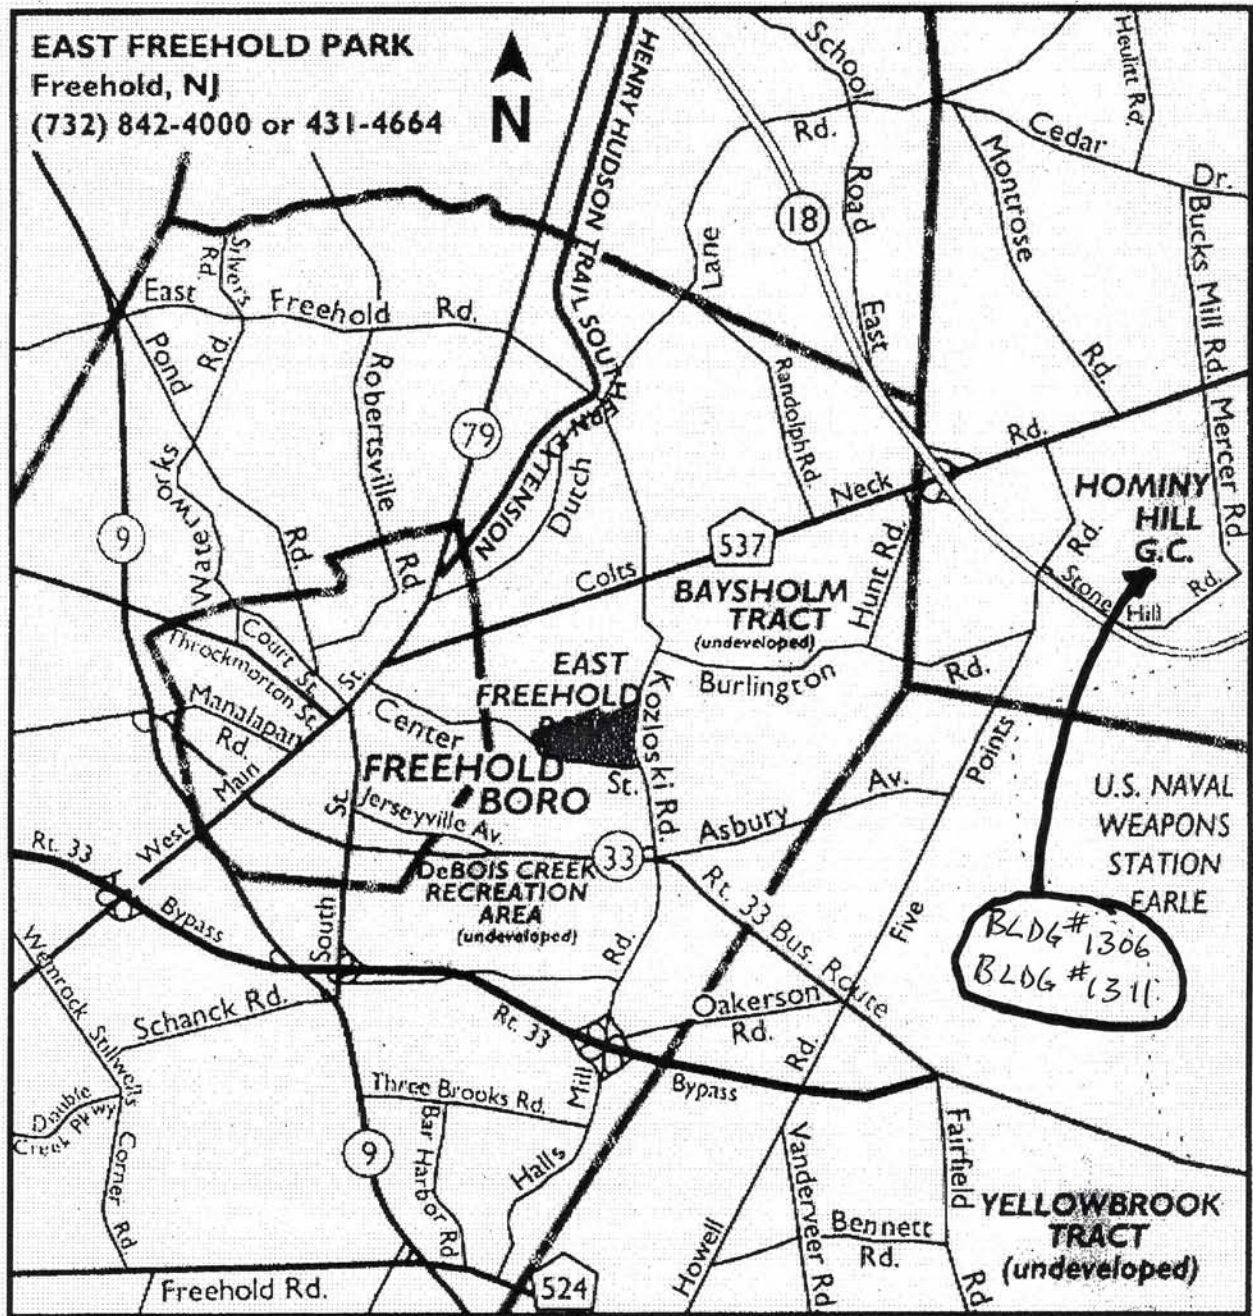 EAST FREEHOLD PARK
Freehold, NJ
(732) 842-4000 or 431-4664
N
HENRY HUDSON TRAIL SOUTHERN EXTENSION
School
Road
East
Heulitt Rd.
Cedar
Dr.
Rd.
Lane
Montrose
Rd.
18
Bucks Mill Rd.
Mercer Rd.
Silvers
Rd
Rd.
East
Freehold
Rd.
Pond
Rd.
Robertsville
Rd.
Waterworks
79
Dutch
Randolph Rd.
Colts
Neck
Rd.
537
9
HOMINY
HILL
G.C.
Rd.
Stone
Hill
Rd.
Hunt Rd.
BAYSHOLM
TRACT
(undeveloped)
Court
St.
Throckmorton St.
St.
Manalapan
Rd.
Main
West
EAST
FREEHOLD
Kozloski Rd.
Burlington
Rd.
Center
St.
FREEHOLD
BORO
St.
Jerseyville Av.
Av.
Points
Asbury
33
U.S. NAVAL
WEAPONS
STATION
EARLE
DeBOIS CREEK
RECREATION
AREA
(undeveloped)
Rt. 33
Bypass
South
Rd.
Rt. 33 Bus. Route
Five
BLDG # 1306
BLDG # 1311
Wemrock
Stillwells
Corner
Rd
Schanck Rd.
Rt. 33
Oakerson
Rd.
Rd.
Bypass
Three Brooks Rd.
Mill
Halls
Bar Harbor Rd
Creek Pkwy
9
Vanderveer Rd
Fairfield
Rd.
Bennett
Rd.
Howell
YELLOWBROOK
TRACT
(undeveloped)
Freehold Rd.
524